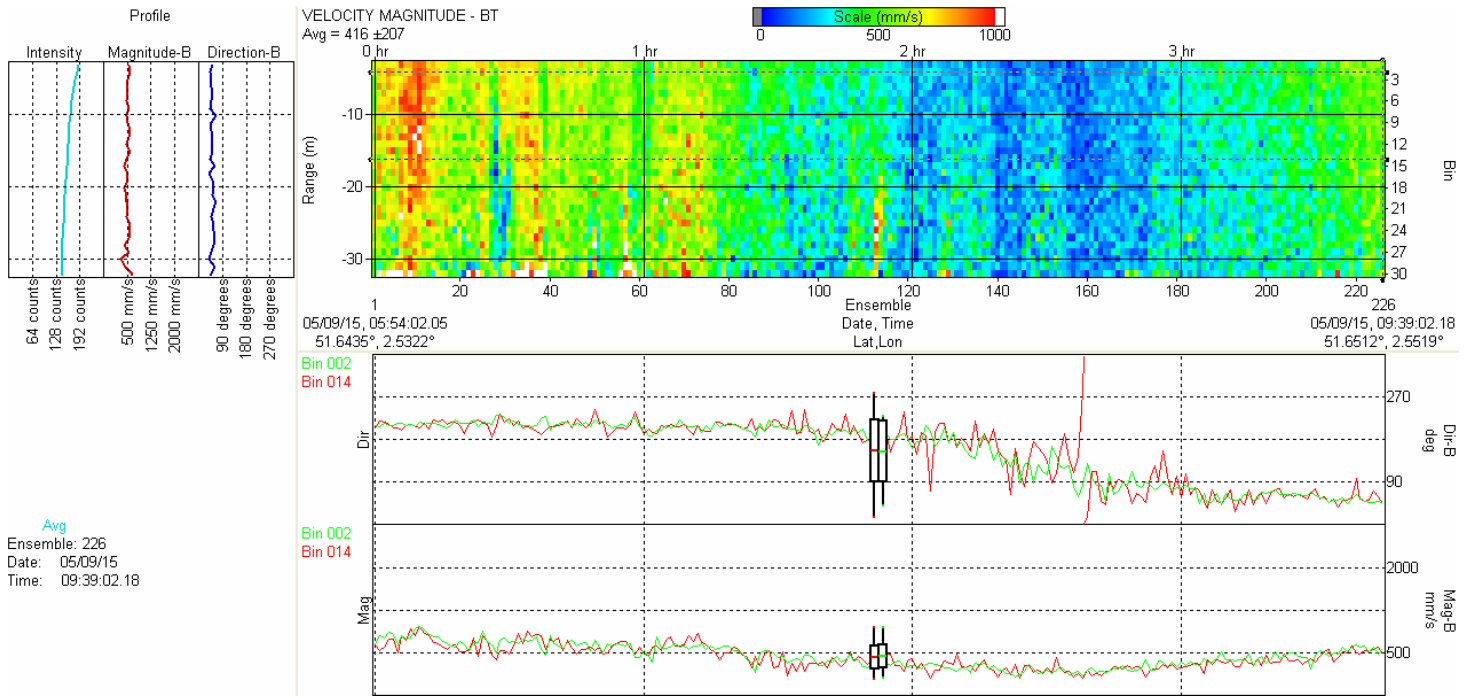 Profile
Intensity Magnitude-B Direction-B
64 counts
128 counts
192 counts
500 mm/s
1250 mm/s
2000 mm/s
90 degrees
180 degrees
270 degrees
Avg
Ensemble: 226
Date: 05/09/15
Time: 09:39:02.18
VELOCITY MAGNITUDE - BT
Avg = 416 ±207
Scale (mm/s)
0 500 1000
0 hr 1 hr 2 hr 3 hr
Range (m)
-10
-20
-30
3
6
9
12
15
18
21
24
27
30
Bin
1 20 40 60 80 100 120 140 160 180 200 220 226
Ensemble
05/09/15, 05:54:02.05 Date, Time 05/09/15, 09:39:02.18
51.6435°, 2.5322° Lat,Lon 51.6512°, 2.5519°
Bin 002
Bin 014
Dir
270
90
Dir-B
deg
Bin 002
Bin 014
Mag
2000
500
Mag-B
mm/s